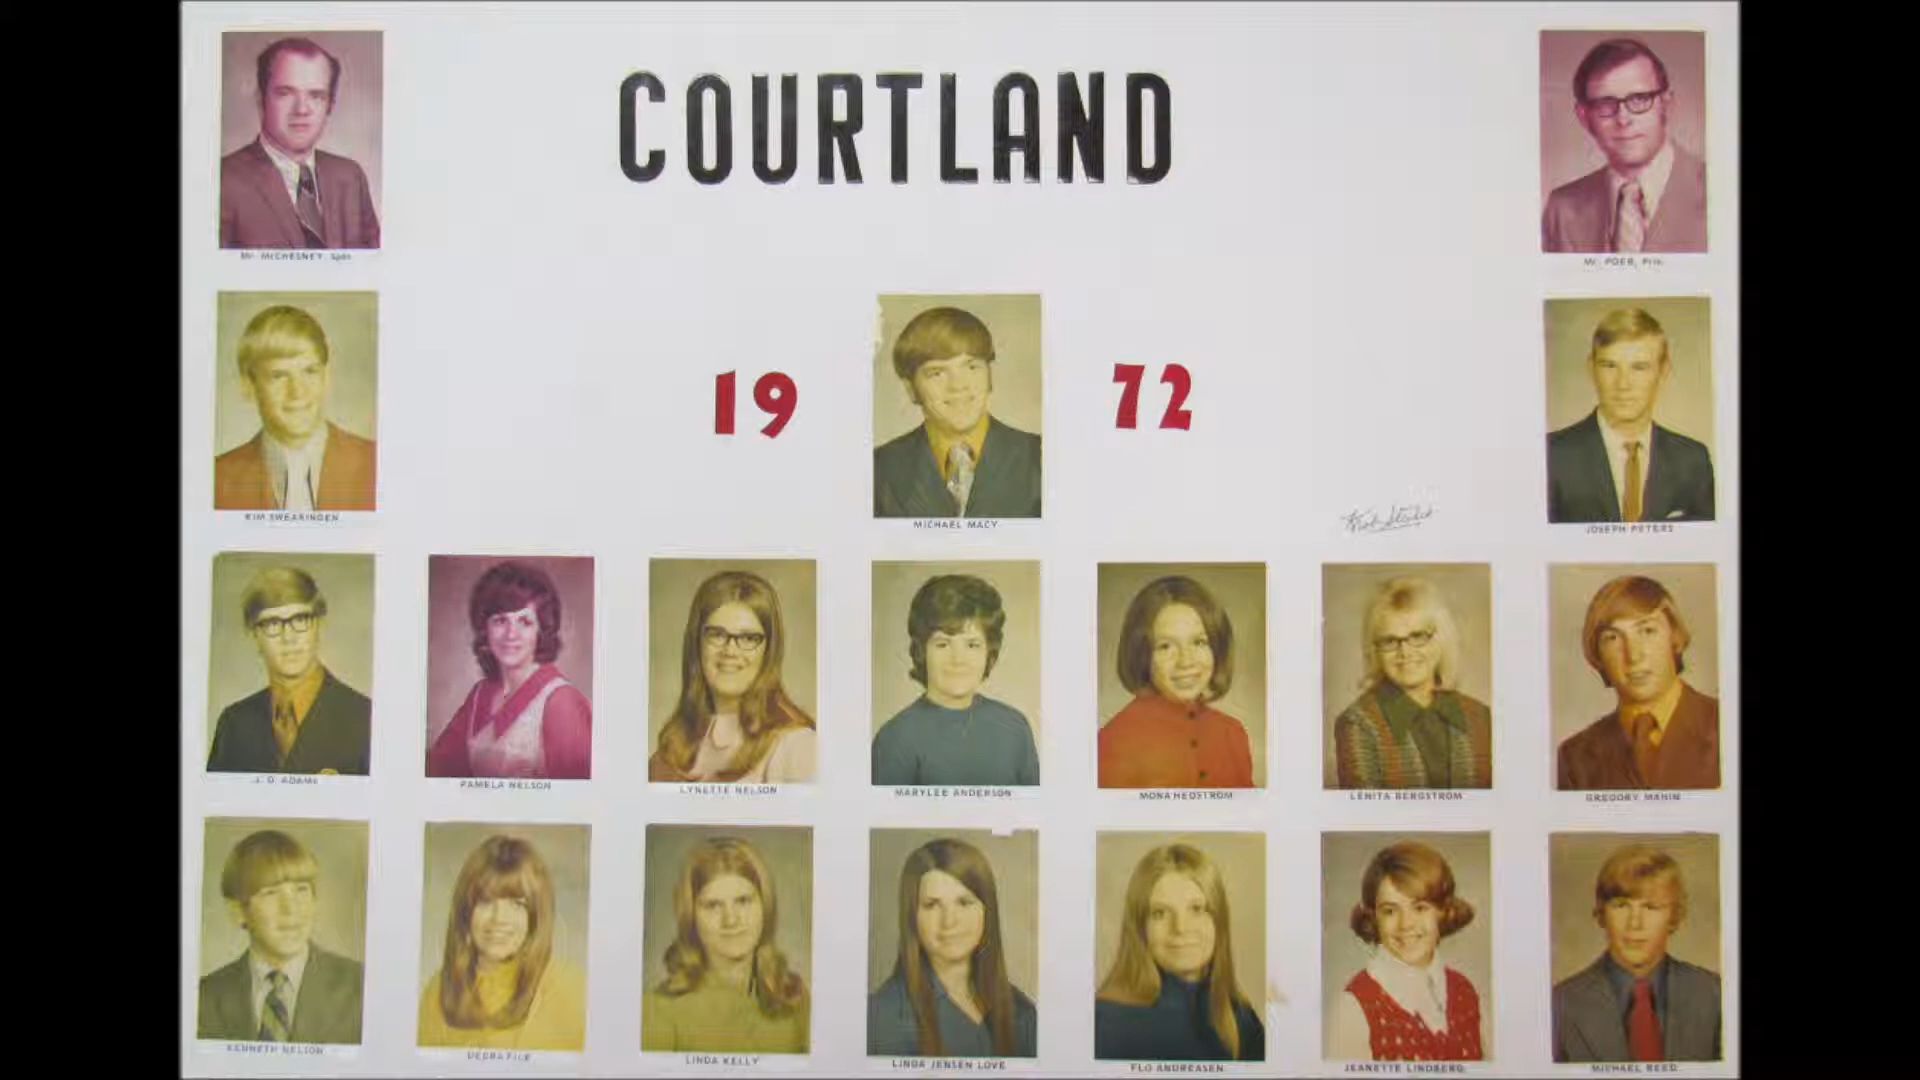 COURTLAND
Mr. McCHESNEY, Supt.
Mr. POER, Prin.
19 72
KIM SWEARINGEN
MICHAEL MACY
JOSEPH PETERS
J. D. ADAMS
PAMELA NELSON
LYNETTE NELSON
MARYLEE ANDERSON
MONA HEDSTROM
LENITA BERGSTROM
GREGORY MAHIN
KENNETH NELSON
DEBRA FILE
LINDA KELLY
LINDA JENSEN LOVE
FLO ANDREASEN
JEANETTE LINDBERG
MICHAEL REED